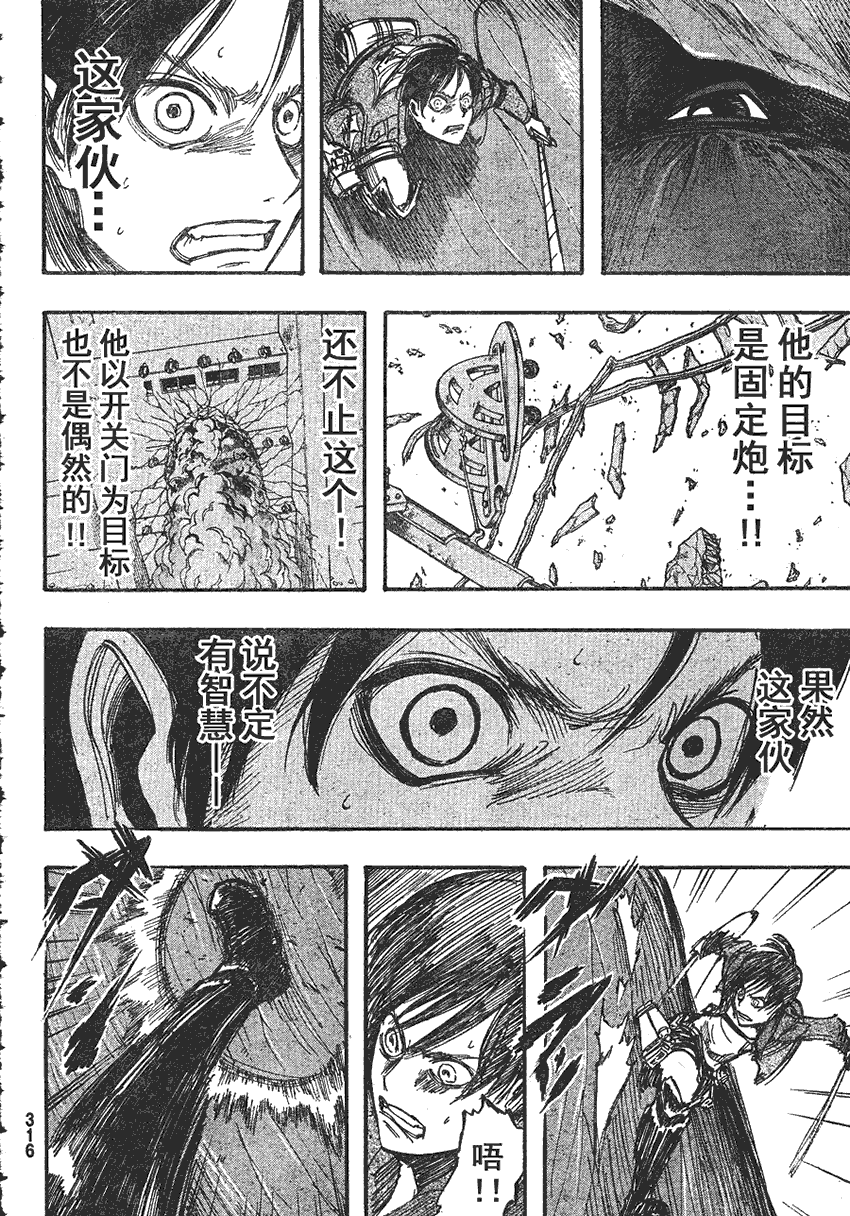 这家伙…
他的目标
是固定炮…!!
还不止这个！
他以开关门为目标
也不是偶然的!!
果然
这家伙
说不定
有智慧——
唔!!
316